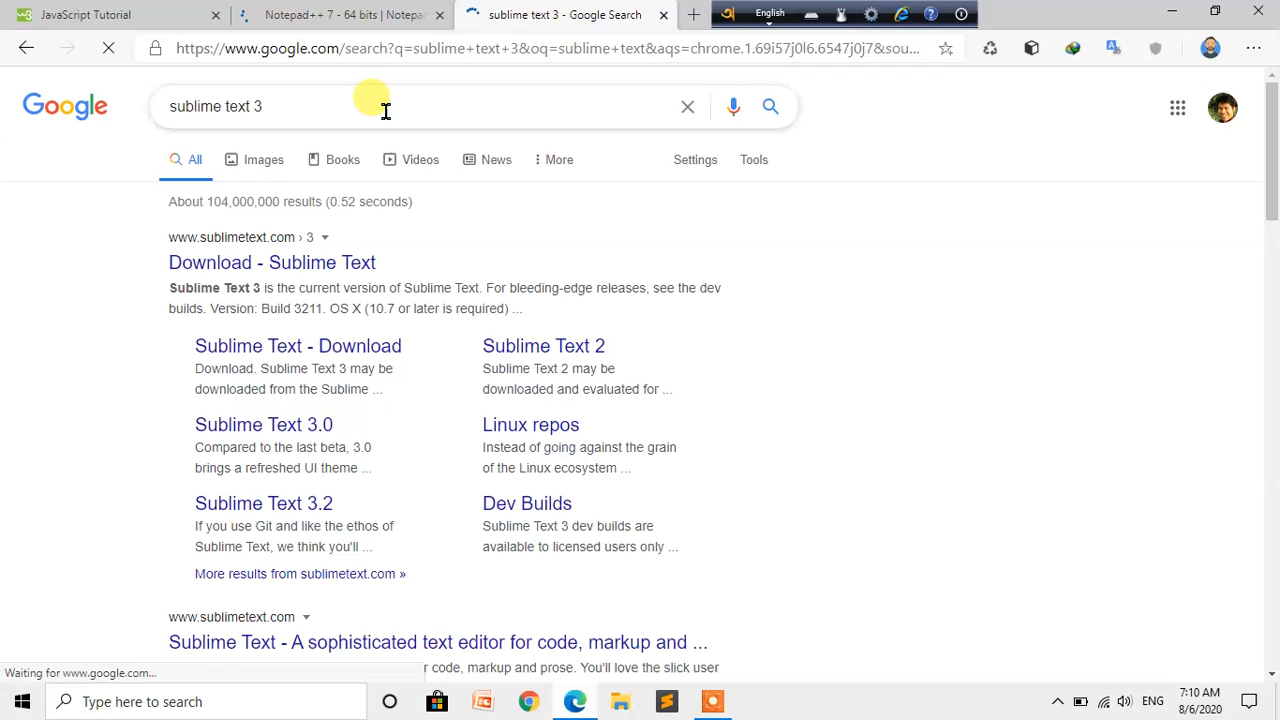 JavaScript Tutorial
Notepad++ 7 - 64 bits | Notepa
sublime text 3 - Google Search
English
https://www.google.com/search?q=sublime+text+3&oq=sublime+text&aqs=chrome.1.69i57j0l6.6547j0j7&sou...
Google
sublime text 3
All
Images
Books
Videos
News
More
Settings
Tools
About 104,000,000 results (0.52 seconds)
www.sublimetext.com › 3
Download - Sublime Text
Sublime Text 3 is the current version of Sublime Text. For bleeding-edge releases, see the dev
builds. Version: Build 3211. OS X (10.7 or later is required) ...
Sublime Text - Download
Download. Sublime Text 3 may be
downloaded from the Sublime ...
Sublime Text 2
Sublime Text 2 may be
downloaded and evaluated for ...
Sublime Text 3.0
Compared to the last beta, 3.0
brings a refreshed UI theme ...
Linux repos
Instead of going against the grain
of the Linux ecosystem ...
Sublime Text 3.2
If you use Git and like the ethos of
Sublime Text, we think you'll ...
Dev Builds
Sublime Text 3 dev builds are
available to licensed users only ...
More results from sublimetext.com »
www.sublimetext.com
Sublime Text - A sophisticated text editor for code, markup and ...
r code, markup and prose. You'll love the slick user
Waiting for www.google.com...
Type here to search
ENG
7:10 AM
8/6/2020